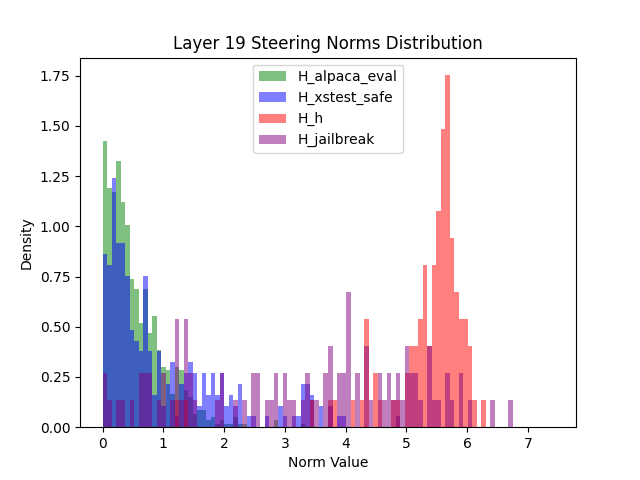 Layer 19 Steering Norms Distribution
H_alpaca_eval
H_xstest_safe
H_h
H_jailbreak
1.75
1.50
1.25
1.00
0.75
0.50
0.25
0.00
Density
0 1 2 3 4 5 6 7
Norm Value